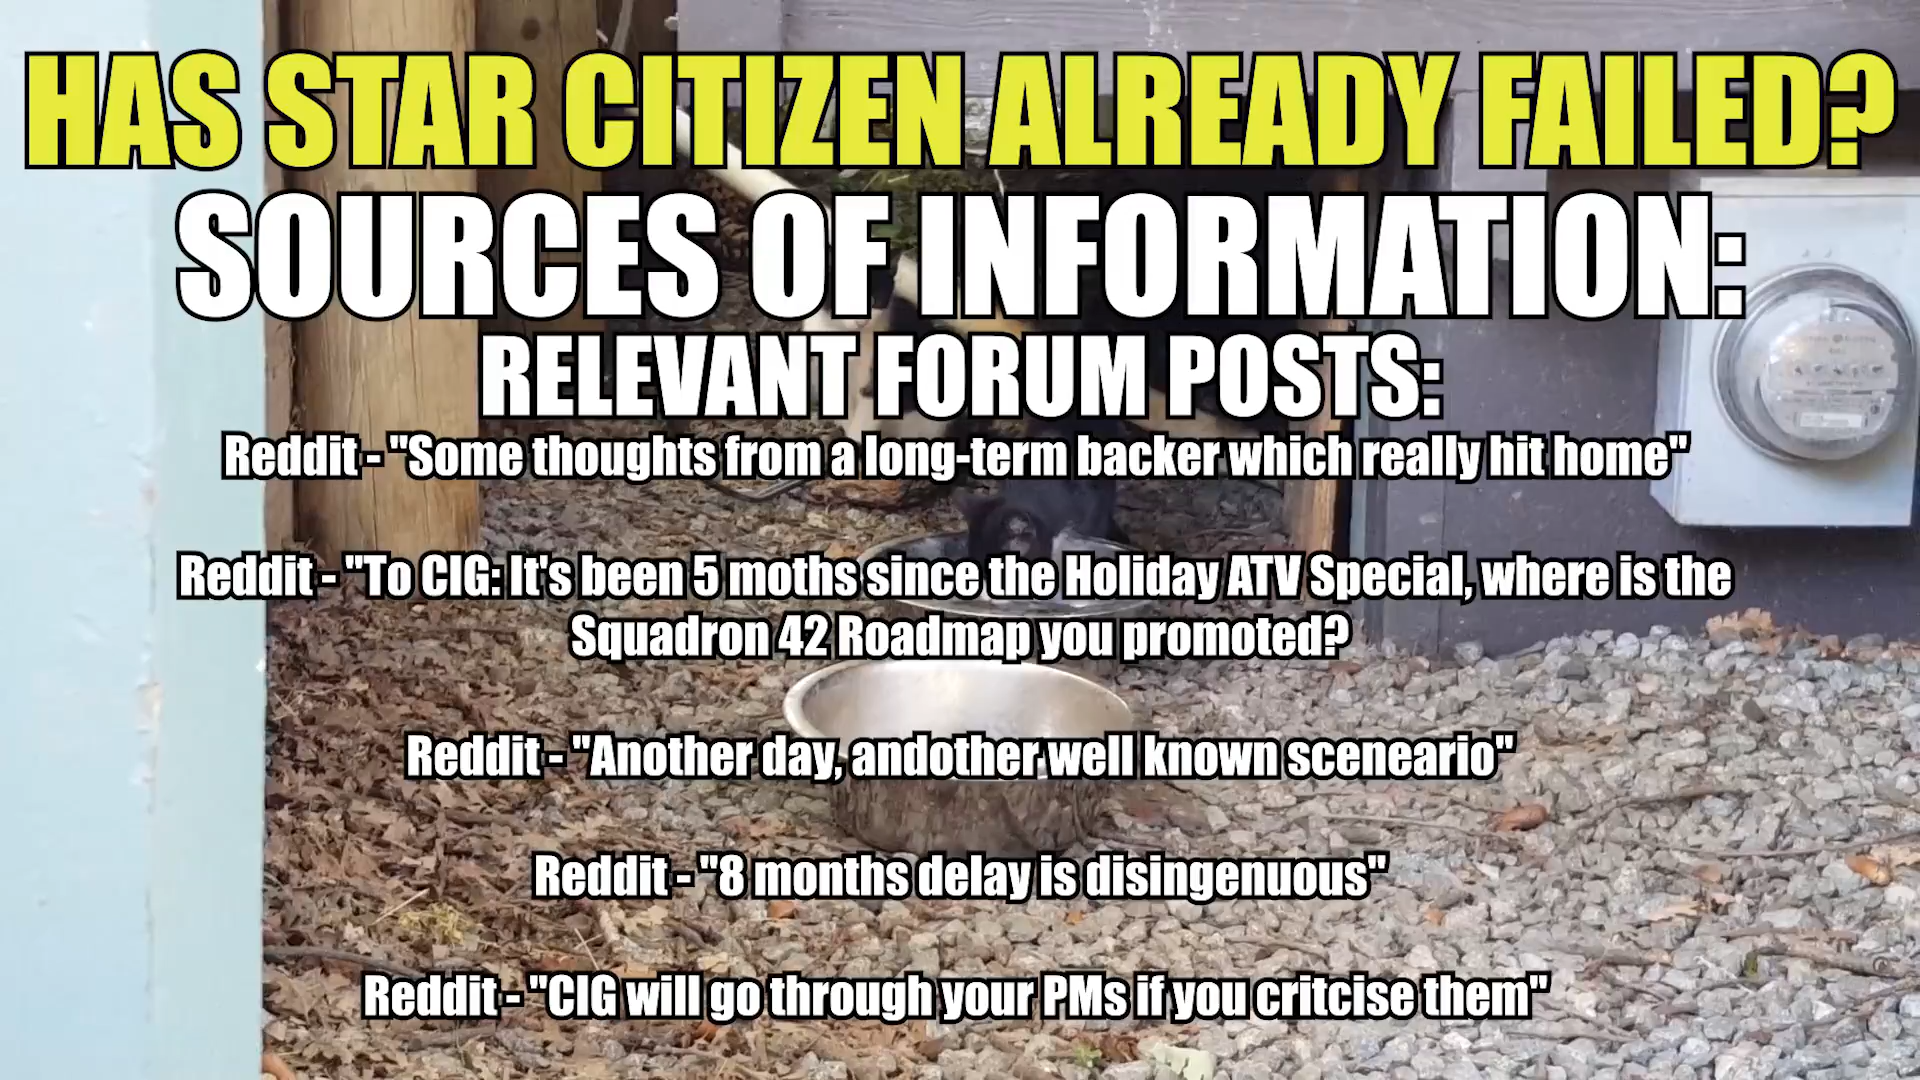 HAS STAR CITIZEN ALREADY FAILED?
SOURCES OF INFORMATION:
RELEVANT FORUM POSTS:
Reddit - "Some thoughts from a long-term backer which really hit home"
Reddit - "To CIG: It's been 5 moths since the Holiday ATV Special, where is the
Squadron 42 Roadmap you promoted?
Reddit - "Another day, andother well known sceneario"
Reddit - "8 months delay is disingenuous"
Reddit - "CIG will go through your PMs if you critcise them"